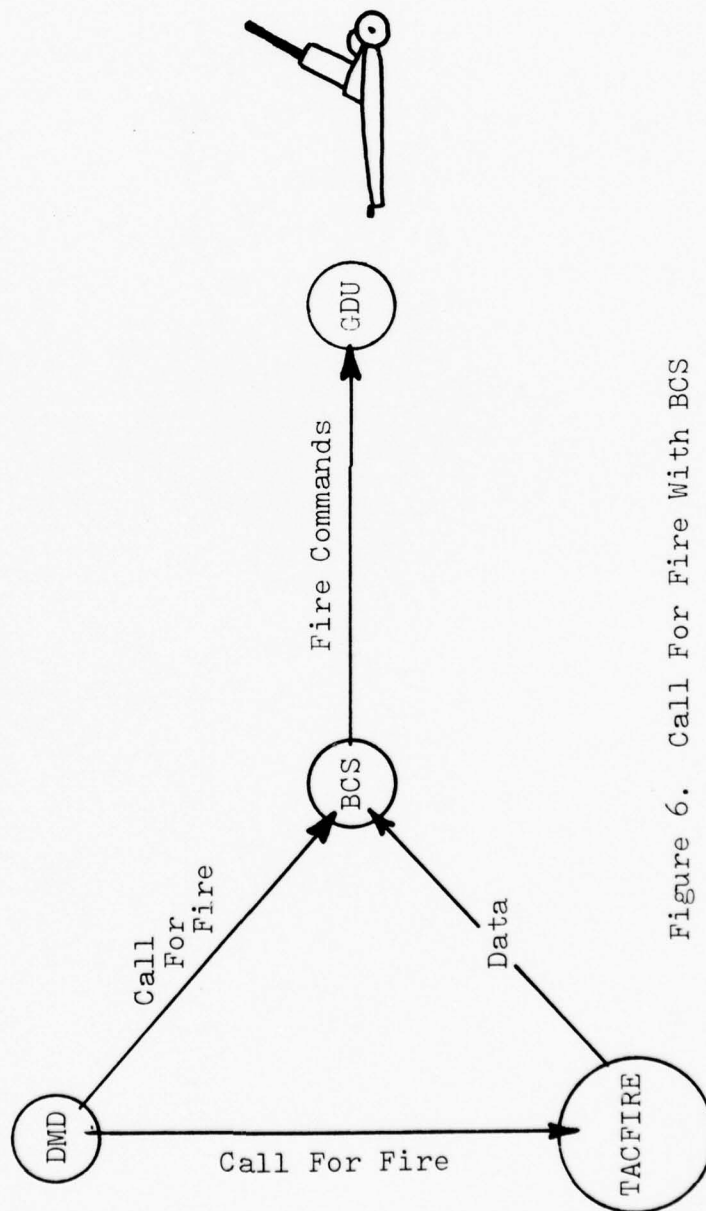 DMD
Call
For
Fire
Call For Fire
TACFIRE
Data
BCS
Fire Commands
GDU
Figure 6. Call For Fire With BCS